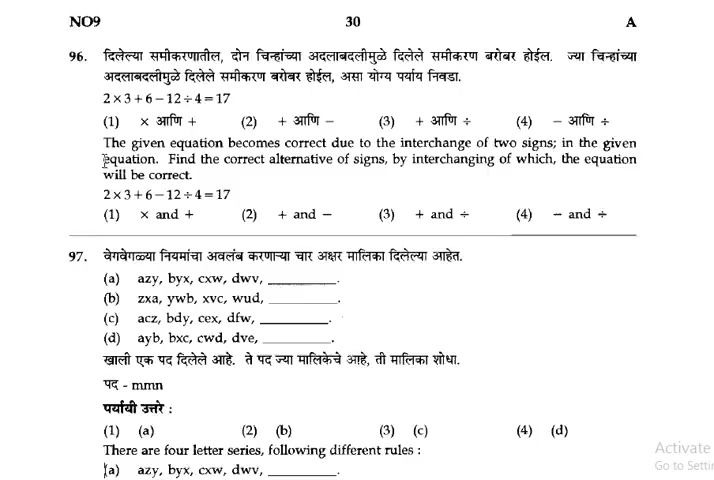 NO9 30 A
96. दिलेल्या समीकरणातील, दोन चिन्हांच्या अदलाबदलीमुळे दिलेले समीकरण बरोबर होईल. ज्या चिन्हांच्या
अदलाबदलीमुळे दिलेले समीकरण बरोबर होईल, असा योग्य पर्याय निवडा.
2×3+6−12÷4=17
(1) × आणि + (2) + आणि − (3) + आणि ÷ (4) − आणि ÷
The given equation becomes correct due to the interchange of two signs; in the given
equation. Find the correct alternative of signs, by interchanging of which, the equation
will be correct.
2×3+6−12÷4=17
(1) × and + (2) + and − (3) + and ÷ (4) − and ÷
97. वेगवेगळ्या नियमांचा अवलंब करणाऱ्या चार अक्षर मालिका दिलेल्या आहेत.
(a) azy, byx, cxw, dwv, ________.
(b) zxa, ywb, xvc, wud, ________.
(c) acz, bdy, cex, dfw, ________.
(d) ayb, bxc, cwd, dve, ________.
खाली एक पद दिलेले आहे. ते पद ज्या मालिकेचे आहे, ती मालिका शोधा.
पद - mmn
पर्यायी उत्तरे :
(1) (a) (2) (b) (3) (c) (4) (d)
There are four letter series, following different rules :
(a) azy, byx, cxw, dwv, ________.
Activate
Go to Settin